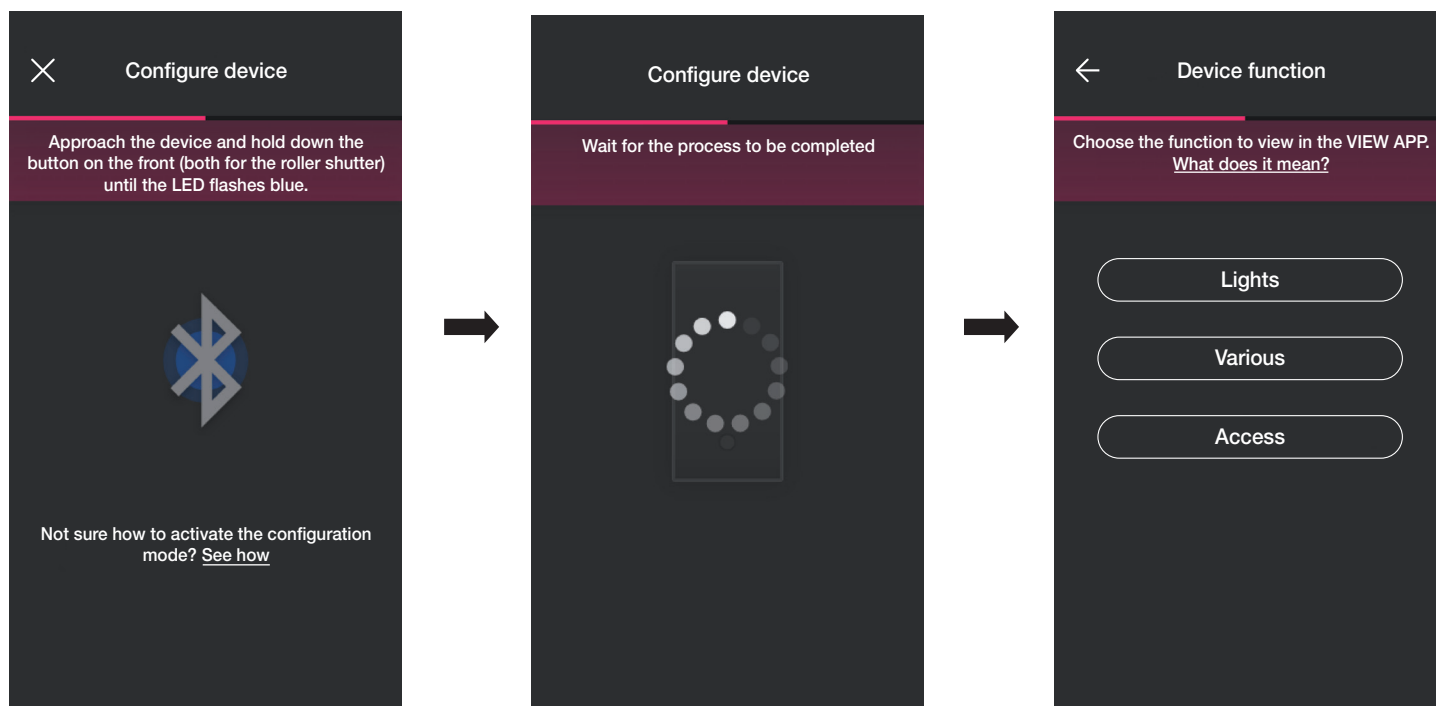 Configure device
Approach the device and hold down the
button on the front (both for the roller shutter)
until the LED flashes blue.
Not sure how to activate the configuration
mode? See how
Configure device
Wait for the process to be completed
Device function
Choose the function to view in the VIEW APP.
What does it mean?
Lights
Various
Access